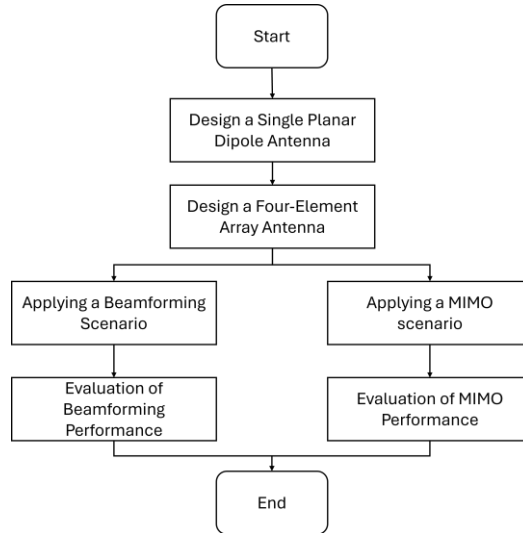 Start
Design a Single Planar
Dipole Antenna
Design a Four-Element
Array Antenna
Applying a Beamforming
Scenario
Applying a MIMO
scenario
Evaluation of
Beamforming
Performance
Evaluation of MIMO
Performance
End